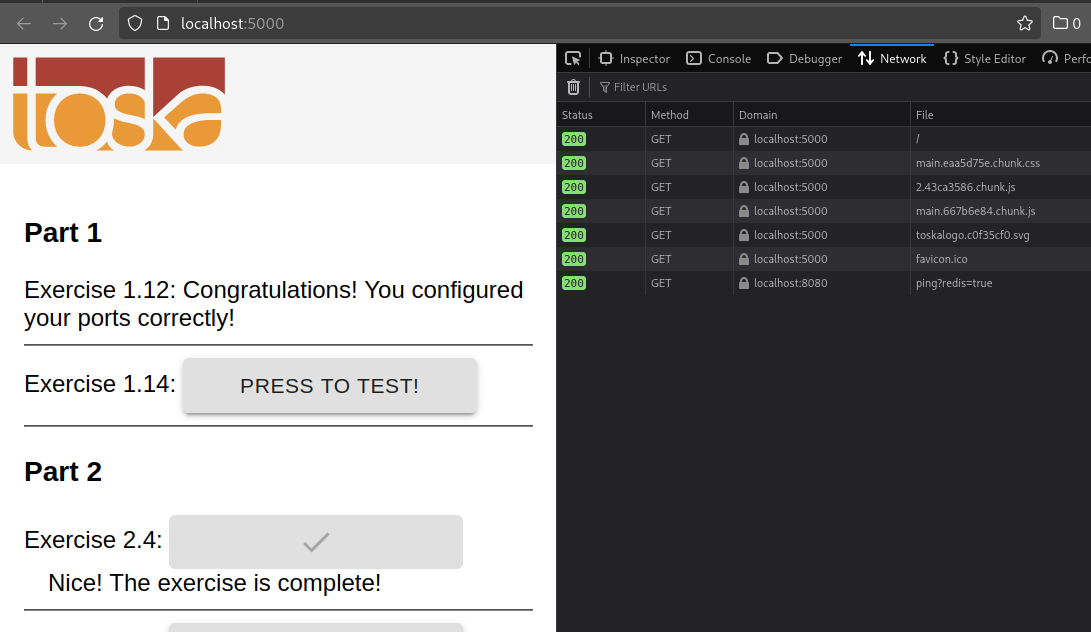 localhost:5000
0
toska
Inspector
Console
Debugger
Network
Style Editor
Perfo
Filter URLs
Status Method Domain File
200 GET localhost:5000 /
200 GET localhost:5000 main.eaa5d75e.chunk.css
200 GET localhost:5000 2.43ca3586.chunk.js
200 GET localhost:5000 main.667b6e84.chunk.js
200 GET localhost:5000 toskalogo.c0f35cf0.svg
200 GET localhost:5000 favicon.ico
200 GET localhost:8080 ping?redis=true
Part 1
Exercise 1.12: Congratulations! You configured
your ports correctly!
Exercise 1.14: PRESS TO TEST!
Part 2
Exercise 2.4:
Nice! The exercise is complete!